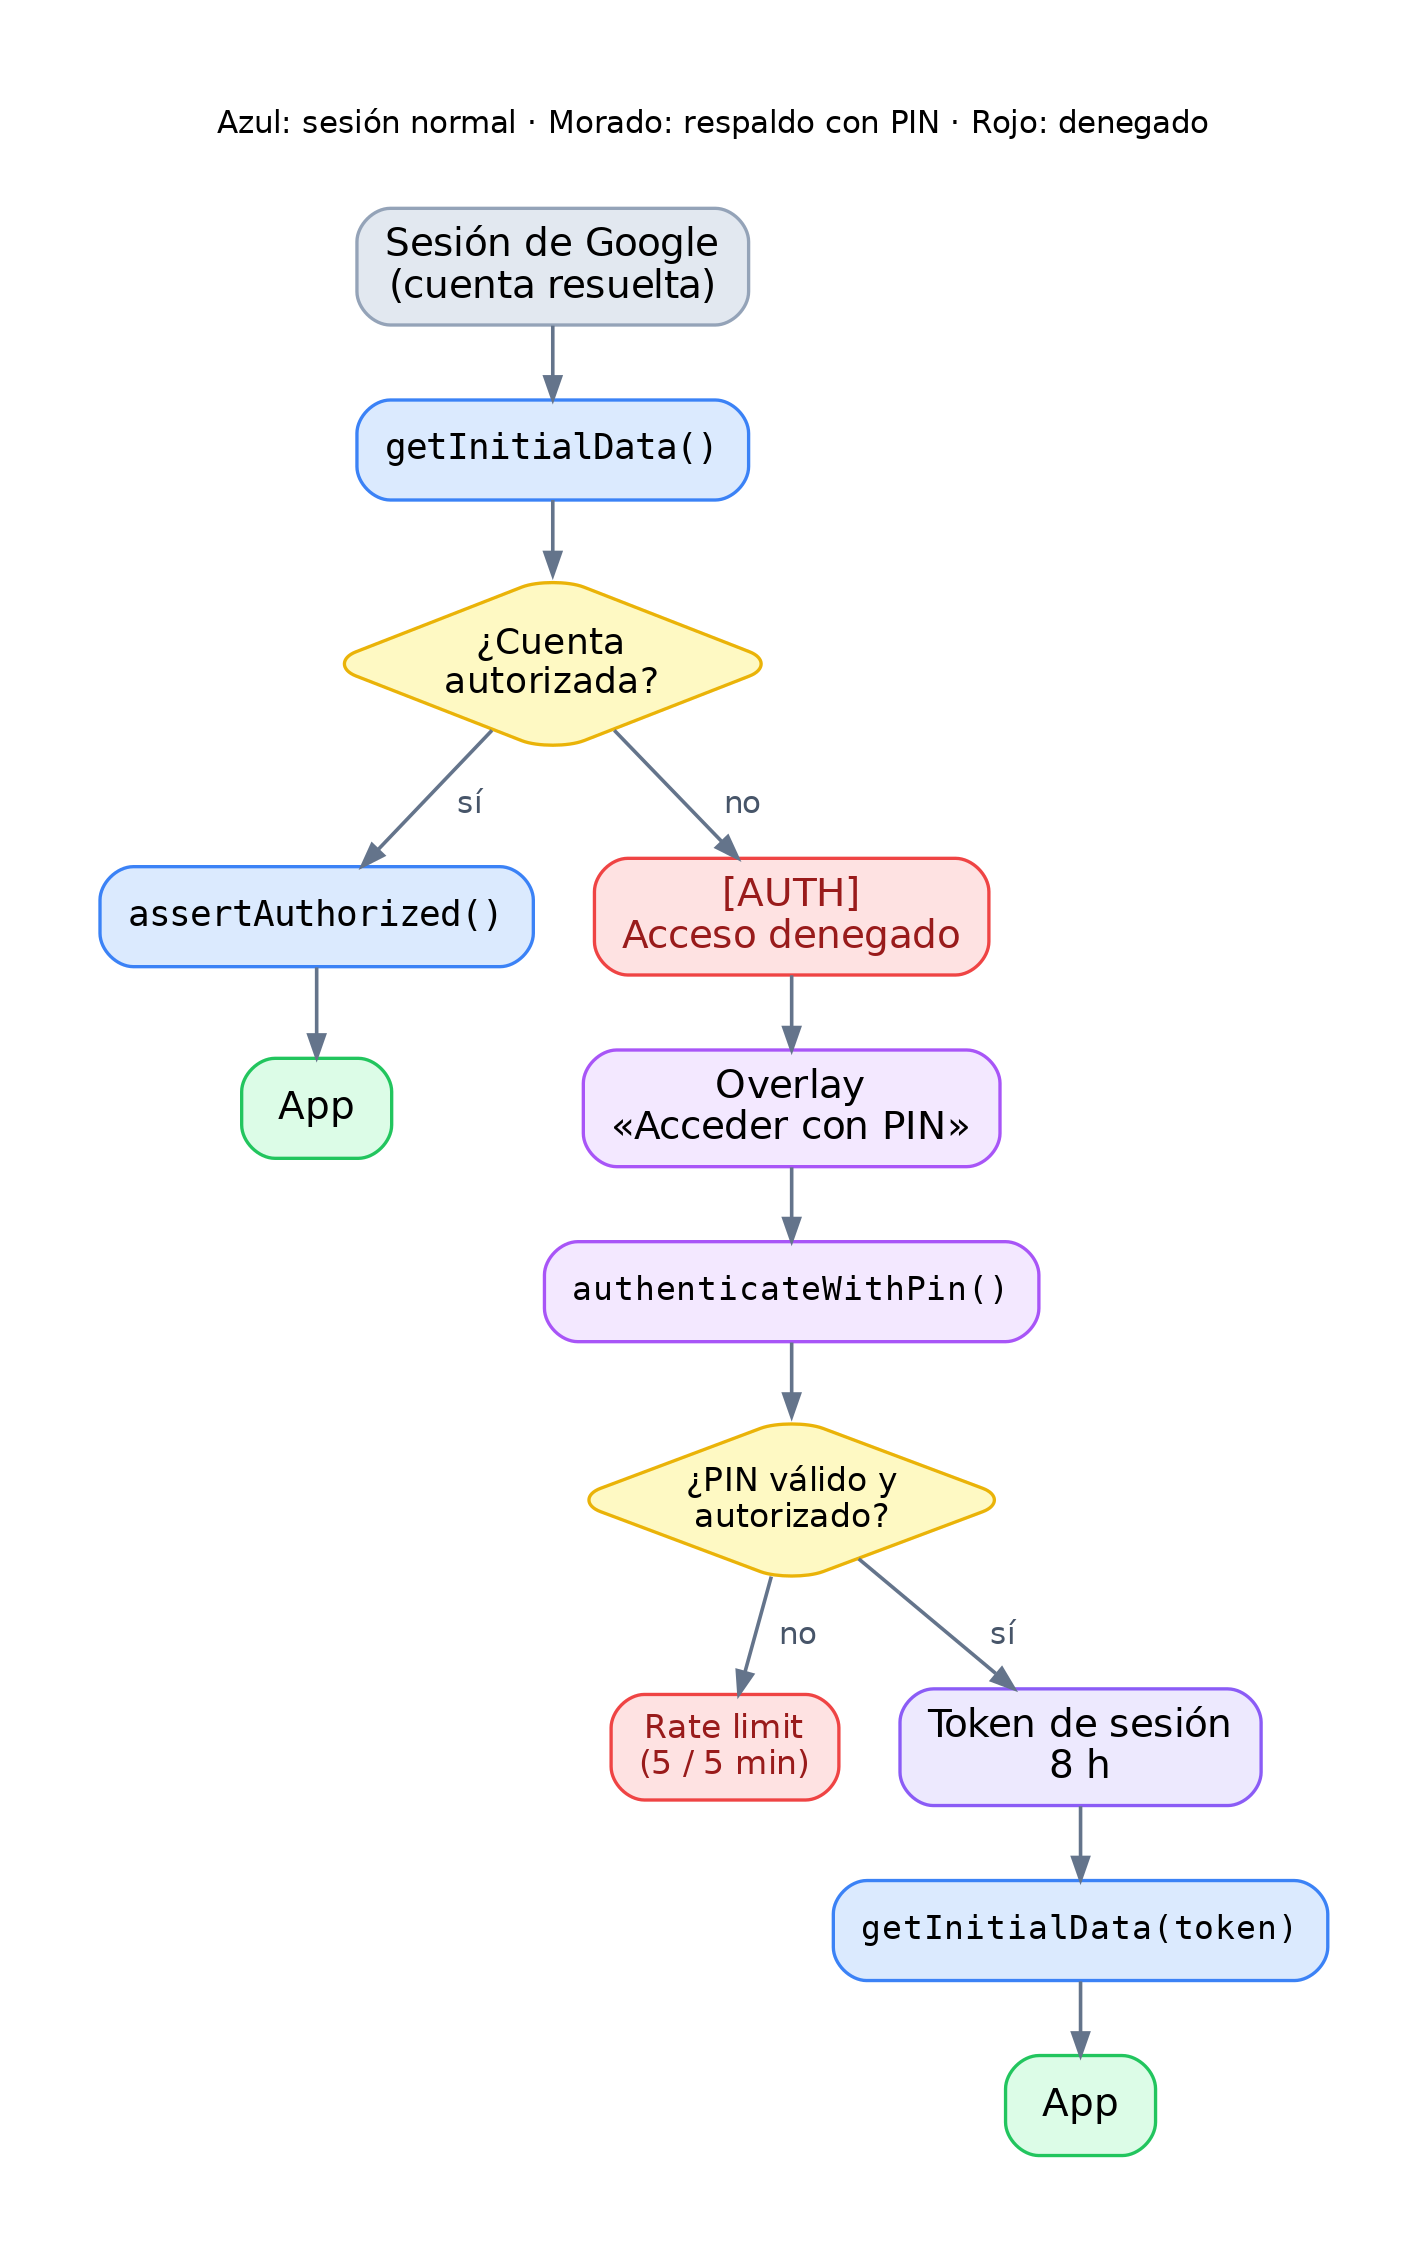 Azul: sesión normal · Morado: respaldo con PIN · Rojo: denegado
Sesión de Google
(cuenta resuelta)
getInitialData()
¿Cuenta
autorizada?
sí
no
assertAuthorized()
[AUTH]
Acceso denegado
App
Overlay
«Acceder con PIN»
authenticateWithPin()
¿PIN válido y
autorizado?
no
sí
Rate limit
(5 / 5 min)
Token de sesión
8 h
getInitialData(token)
App